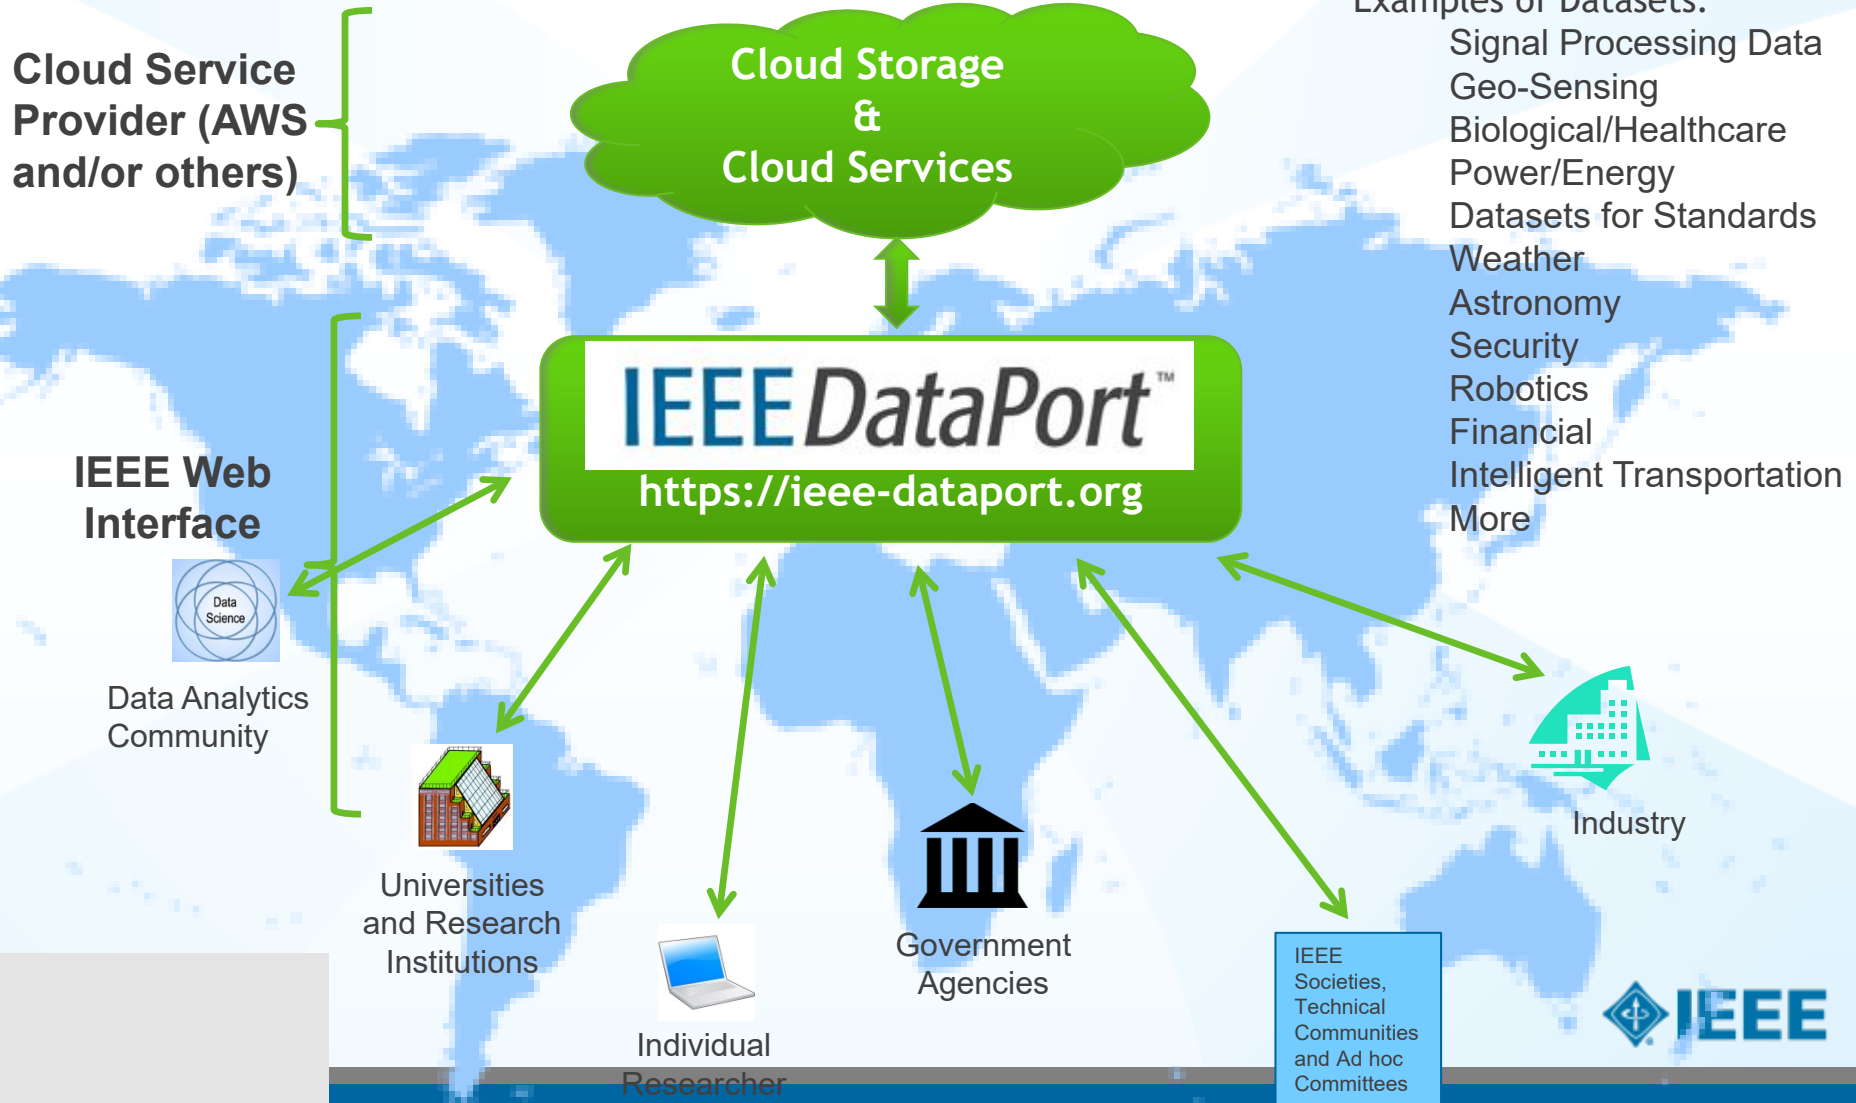 Cloud Service
Provider (AWS
and/or others)
Cloud Storage
&
Cloud Services
Examples of Datasets:
Signal Processing Data
Geo-Sensing
Biological/Healthcare
Power/Energy
Datasets for Standards
Weather
Astronomy
Security
Robotics
Financial
Intelligent Transportation
More
IEEE DataPort™
https://ieee-dataport.org
IEEE Web
Interface
Data
Science
Data Analytics
Community
Universities
and Research
Institutions
Individual
Researcher
Government
Agencies
IEEE
Societies,
Technical
Communities
and Ad hoc
Committees
Industry
IEEE